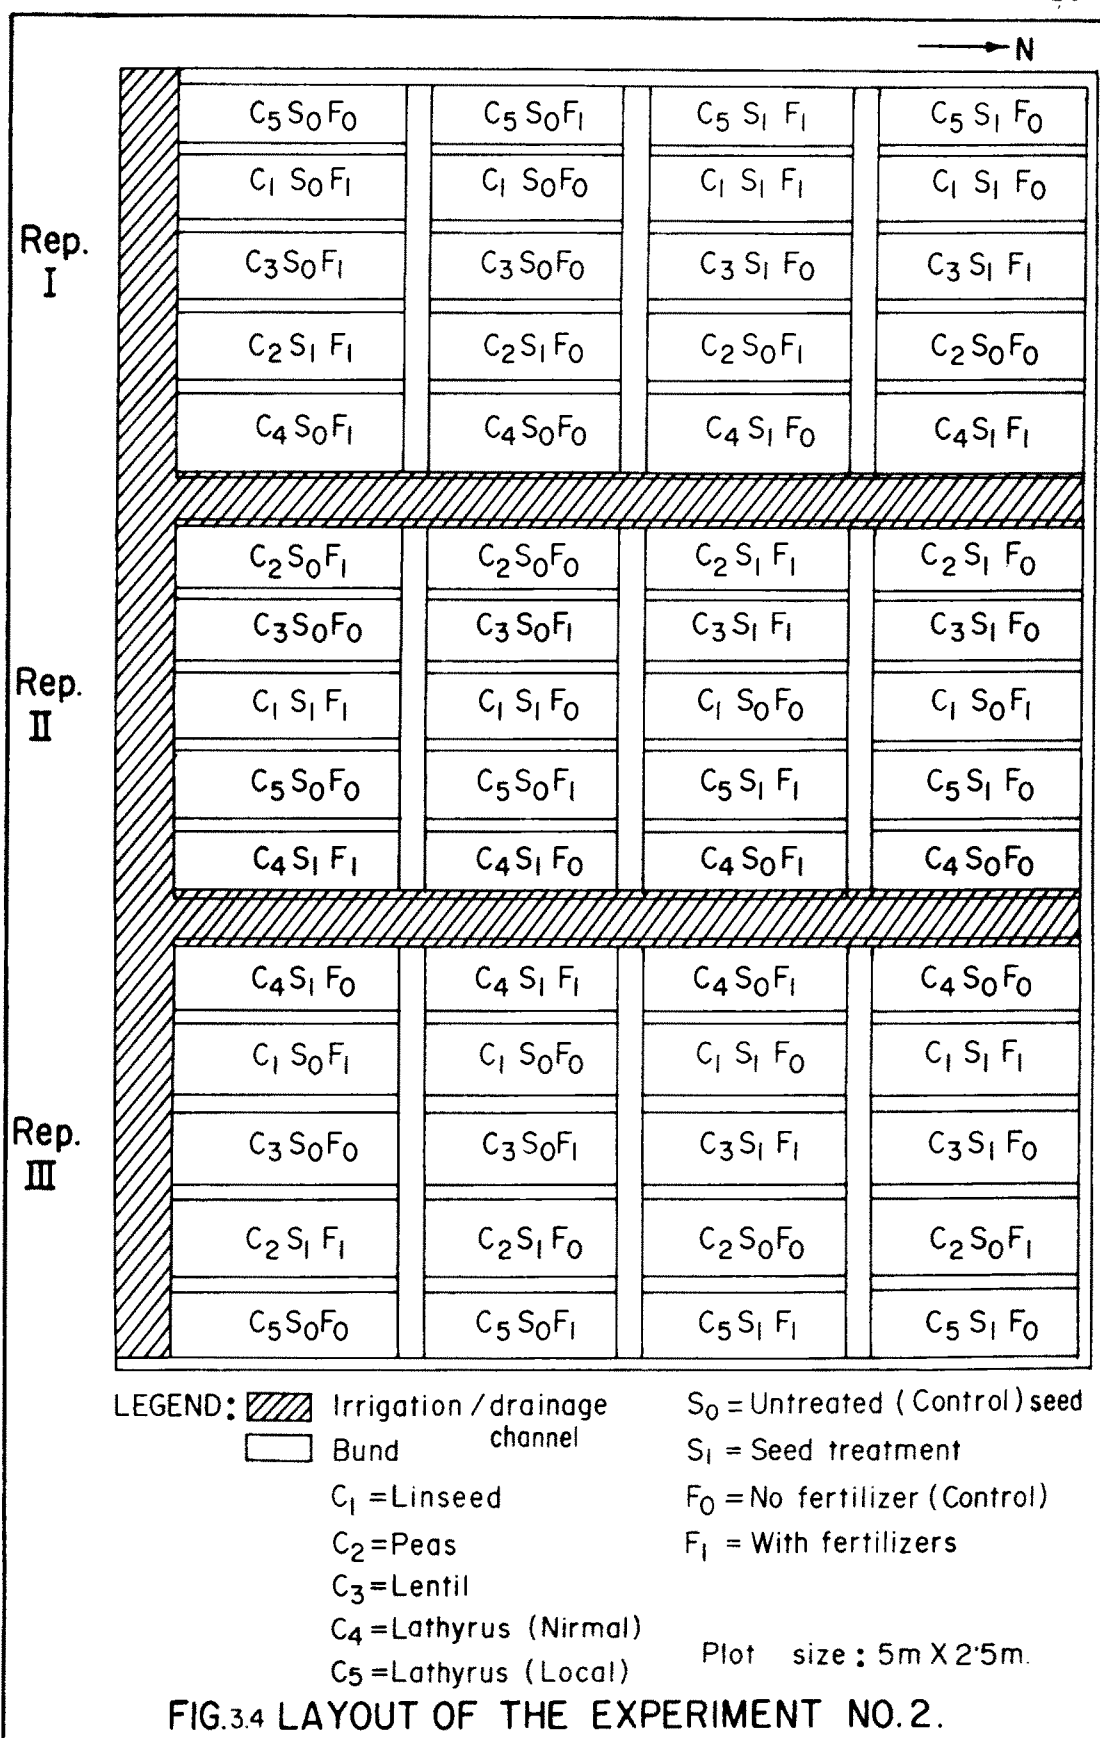 N
C5 S0 F0 C5 S0 F1 C5 S1 F1 C5 S1 F0
C1 S0 F1 C1 S0 F0 C1 S1 F1 C1 S1 F0
Rep. I
C3 S0 F1 C3 S0 F0 C3 S1 F0 C3 S1 F1
C2 S1 F1 C2 S1 F0 C2 S0 F1 C2 S0 F0
C4 S0 F1 C4 S0 F0 C4 S1 F0 C4 S1 F1
C2 S0 F1 C2 S0 F0 C2 S1 F1 C2 S1 F0
C3 S0 F0 C3 S0 F1 C3 S1 F1 C3 S1 F0
Rep. II
C1 S1 F1 C1 S1 F0 C1 S0 F0 C1 S0 F1
C5 S0 F0 C5 S0 F1 C5 S1 F1 C5 S1 F0
C4 S1 F1 C4 S1 F0 C4 S0 F1 C4 S0 F0
C4 S1 F0 C4 S1 F1 C4 S0 F1 C4 S0 F0
C1 S0 F1 C1 S0 F0 C1 S1 F0 C1 S1 F1
Rep. III
C3 S0 F0 C3 S0 F1 C3 S1 F1 C3 S1 F0
C2 S1 F1 C2 S1 F0 C2 S0 F0 C2 S0 F1
C5 S0 F0 C5 S0 F1 C5 S1 F1 C5 S1 F0
LEGEND: Irrigation / drainage channel
Bund
C1 = Linseed
C2 = Peas
C3 = Lentil
C4 = Lathyrus (Nirmal)
C5 = Lathyrus (Local)
S0 = Untreated (Control) seed
S1 = Seed treatment
F0 = No fertilizer (Control)
F1 = With fertilizers
Plot size : 5m X 2·5m.
FIG.3.4 LAYOUT OF THE EXPERIMENT NO. 2.